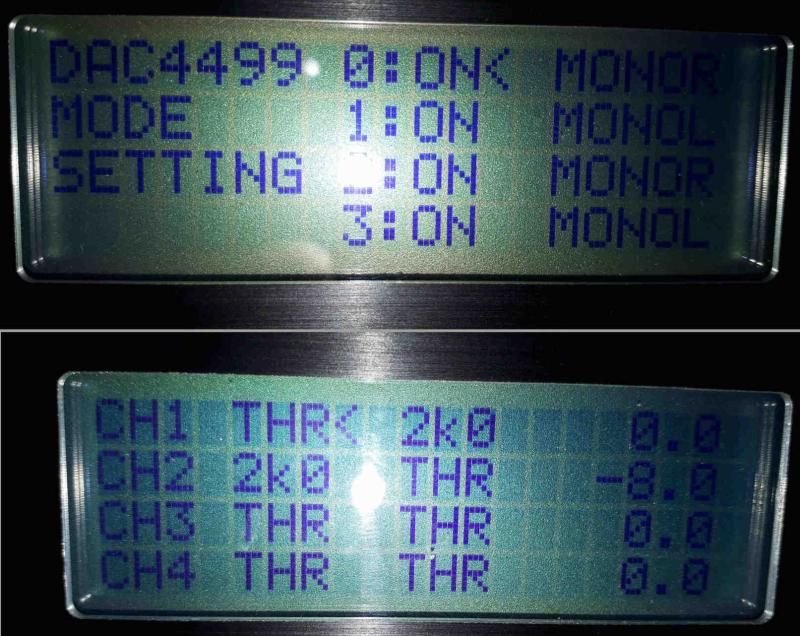 DAC4499 0:ON< MONOR
MODE 1:ON MONOL
SETTING 2:ON MONOR
3:ON MONOL
CH1 THR< 2k0 0.0
CH2 2k0 THR -8.0
CH3 THR THR 0.0
CH4 THR THR 0.0